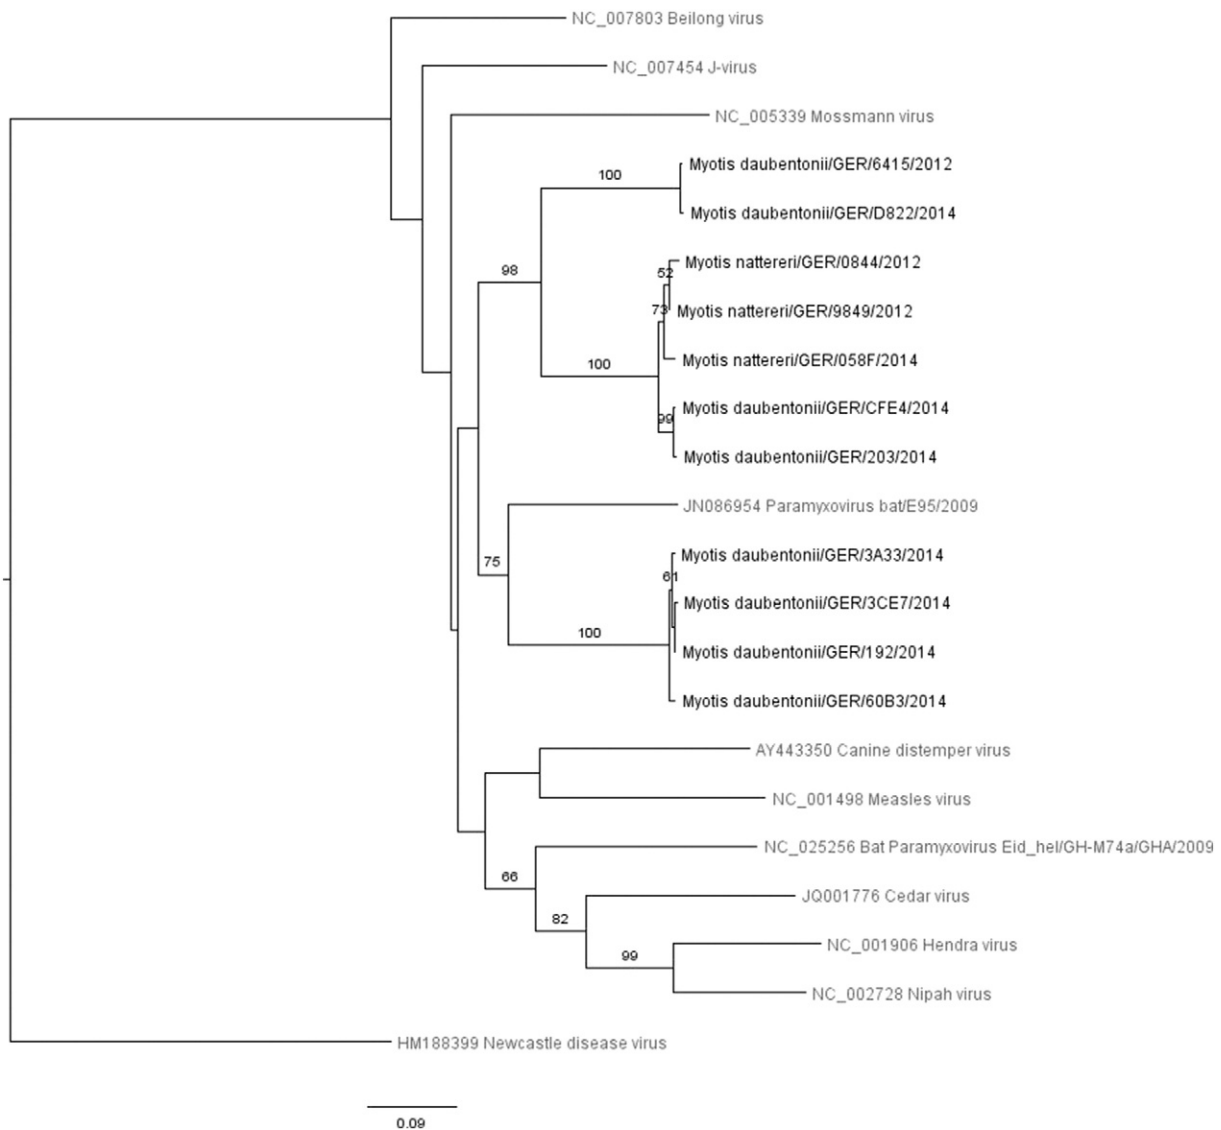 NC_007803 Beilong virus
NC_007454 J-virus
NC_005339 Mossmann virus
Myotis daubentonii/GER/6415/2012
100
Myotis daubentonii/GER/D822/2014
Myotis nattereri/GER/0844/2012
98
52
73
Myotis nattereri/GER/9849/2012
Myotis nattereri/GER/058F/2014
100
Myotis daubentonii/GER/CFE4/2014
99
Myotis daubentonii/GER/203/2014
JN086954 Paramyxovirus bat/E95/2009
Myotis daubentonii/GER/3A33/2014
75
61
Myotis daubentonii/GER/3CE7/2014
100
Myotis daubentonii/GER/192/2014
Myotis daubentonii/GER/60B3/2014
AY443350 Canine distemper virus
NC_001498 Measles virus
NC_025256 Bat Paramyxovirus Eid_hel/GH-M74a/GHA/2009
66
JQ001776 Cedar virus
82
NC_001906 Hendra virus
99
NC_002728 Nipah virus
HM188399 Newcastle disease virus
0.09